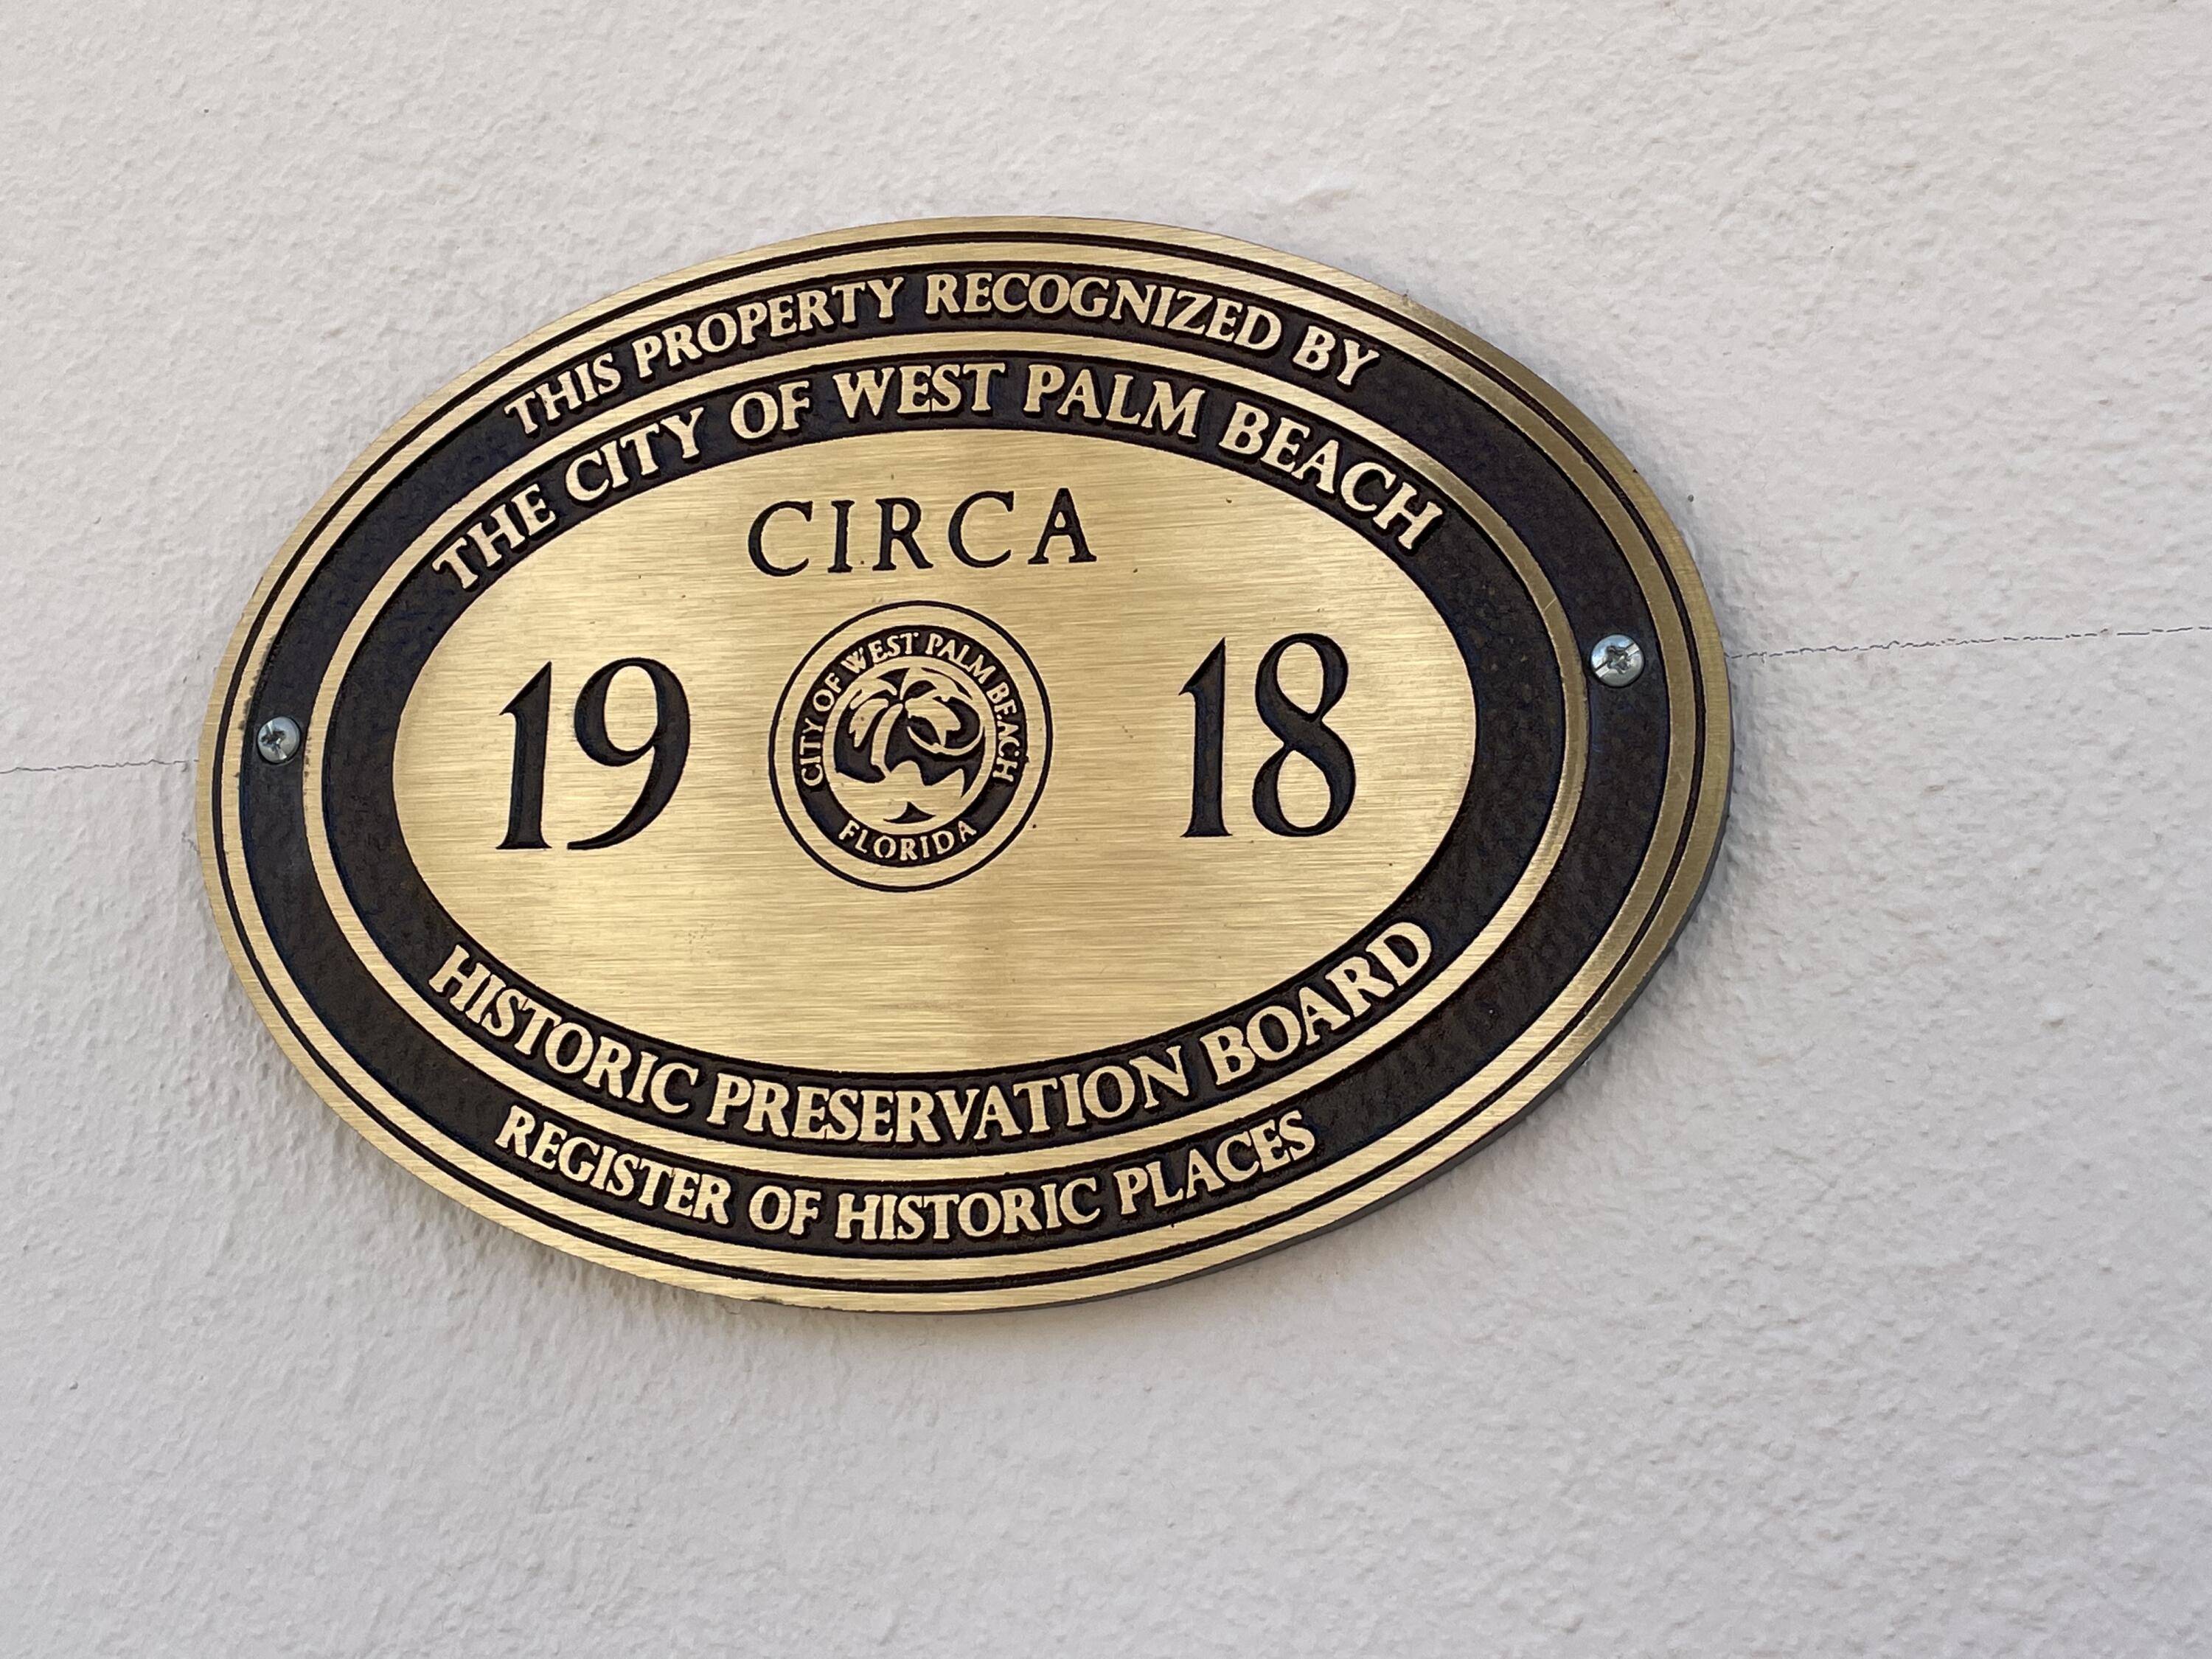 THIS PROPERTY RECOGNIZED BY
THE CITY OF WEST PALM BEACH
CIRCA
19 18
CITY OF WEST PALM BEACH
FLORIDA
HISTORIC PRESERVATION BOARD
REGISTER OF HISTORIC PLACES